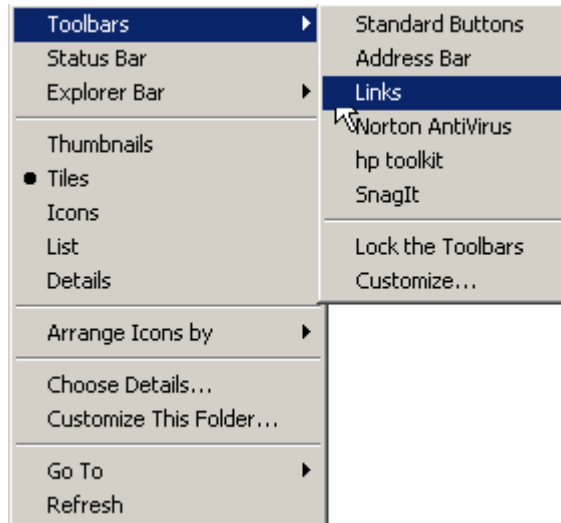 Toolbars
Status Bar
Explorer Bar
Thumbnails
Tiles
Icons
List
Details
Arrange Icons by
Choose Details...
Customize This Folder...
Go To
Refresh
Standard Buttons
Address Bar
Links
Norton AntiVirus
hp toolkit
SnagIt
Lock the Toolbars
Customize...